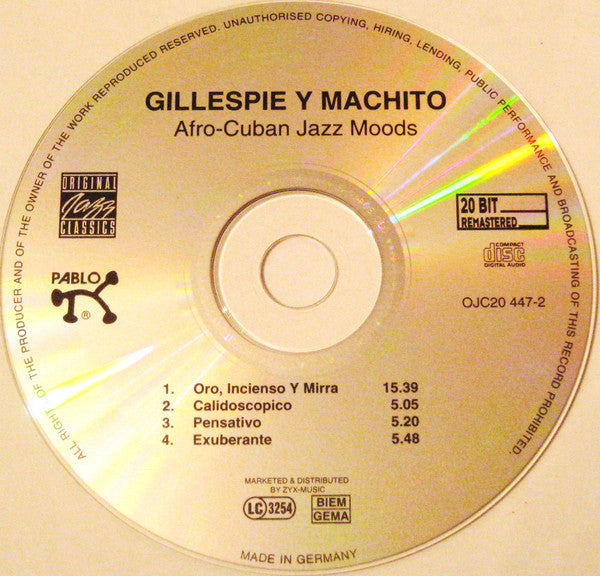 ALL RIGHT OF THE PRODUCER AND OF THE OWNER OF THE WORK REPRODUCED RESERVED. UNAUTHORISED COPYING, HIRING, LENDING, PUBLIC PERFORMANCE AND BROADCASTING OF THIS RECORD PROHIBITED.
GILLESPIE Y MACHITO
Afro-Cuban Jazz Moods
ORIGINAL
Jazz
CLASSICS
20 BIT
REMASTERED
COMPACT
disc
DIGITAL AUDIO
PABLO
®
OJC20 447-2
1. Oro, Incienso Y Mirra 15.39
2. Calidoscopico 5.05
3. Pensativo 5.20
4. Exuberante 5.48
MARKETED & DISTRIBUTED
BY ZYX-MUSIC
LC 3254
BIEM
GEMA
MADE IN GERMANY